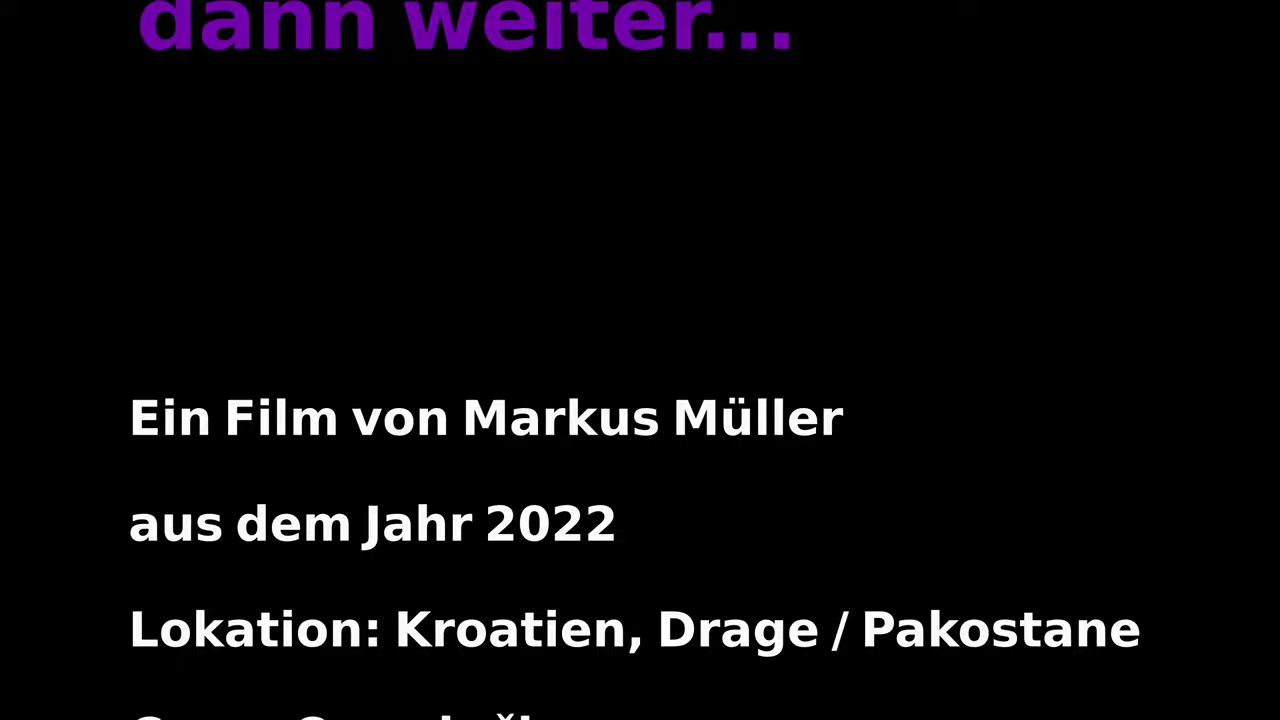 dann weiter...
Ein Film von Markus Müller
aus dem Jahr 2022
Lokation: Kroatien, Drage / Pakostane